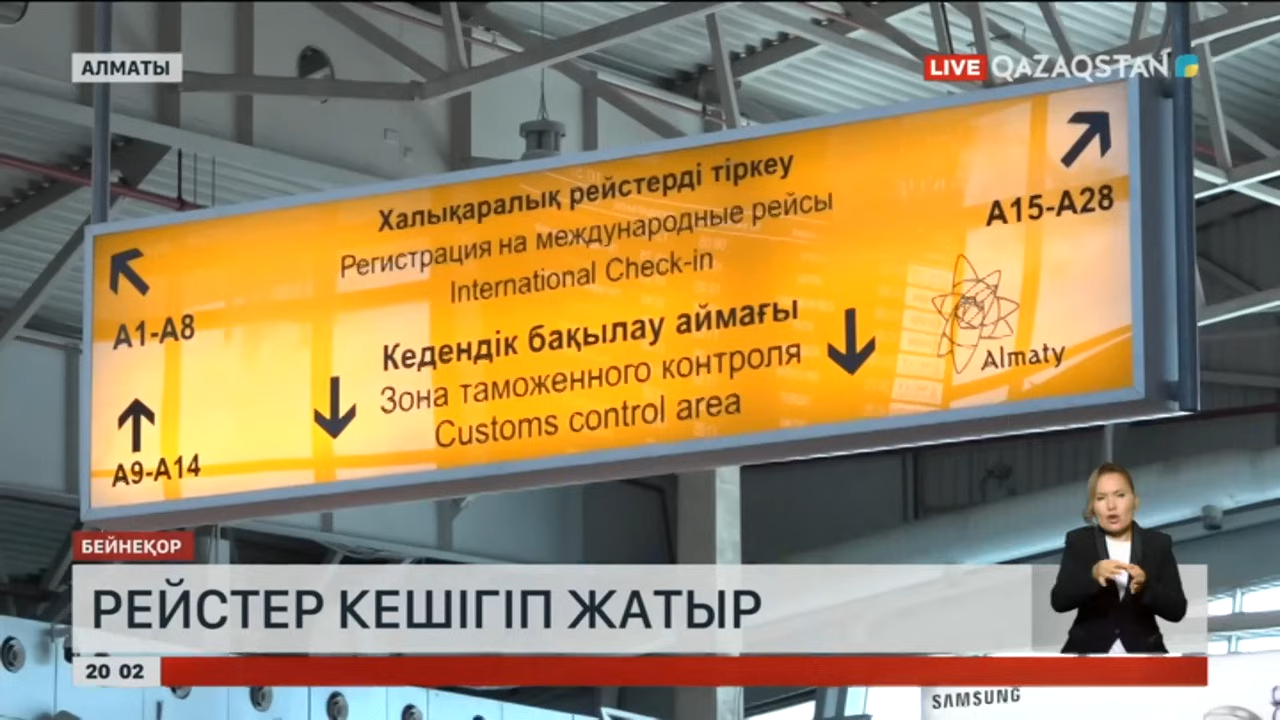 АЛМАТЫ
LIVE QAZAQSTAN
Халықаралық рейстерді тіркеу
Регистрация на международные рейсы
International Check-in
A1-A8
A15-A28
Кедендік бақылау аймағы
Зона таможенного контроля
Customs control area
A9-A14
Almaty
БЕЙНЕҚОР
РЕЙСТЕР КЕШІГІП ЖАТЫР
20 02
SAMSUNG